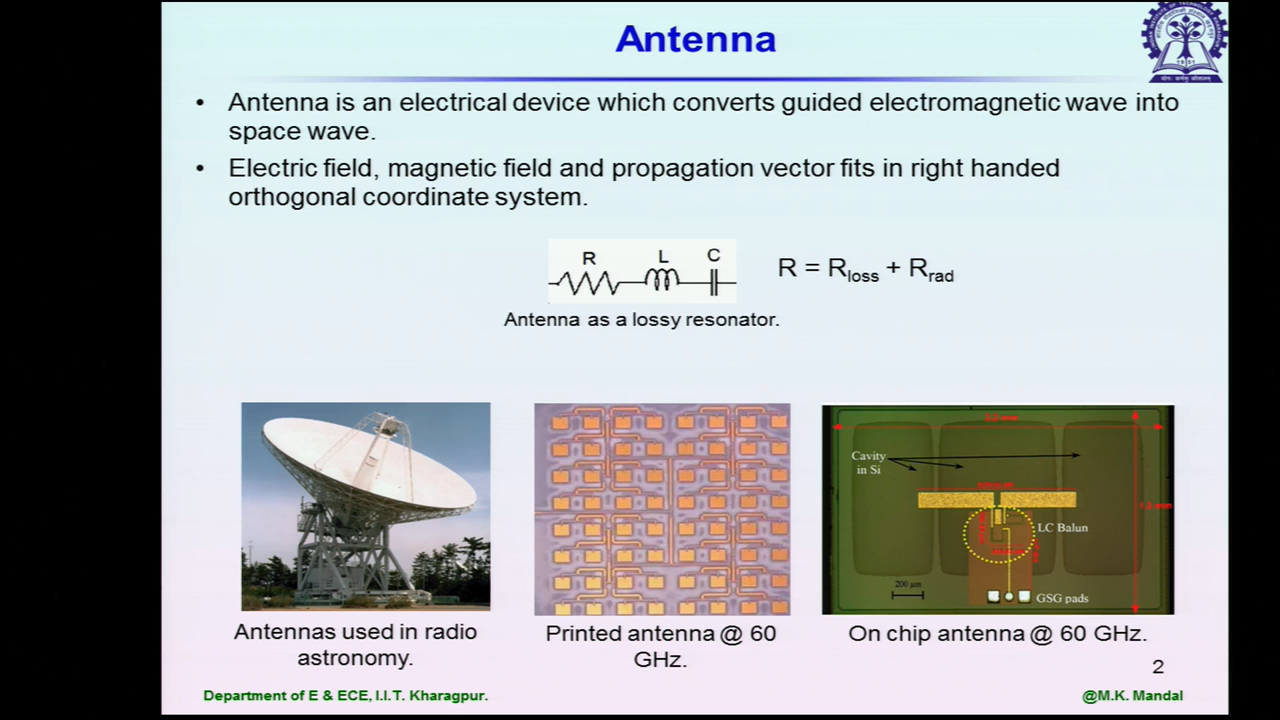 Antenna
• Antenna is an electrical device which converts guided electromagnetic wave into
space wave.
• Electric field, magnetic field and propagation vector fits in right handed
orthogonal coordinate system.
R L C
R = Rloss + Rrad
Antenna as a lossy resonator.
Cavity
in Si
LC Balun
200 µm
GSG pads
Antennas used in radio
astronomy.
Printed antenna @ 60
GHz.
On chip antenna @ 60 GHz.
2
Department of E & ECE, I.I.T. Kharagpur.
@M.K. Mandal